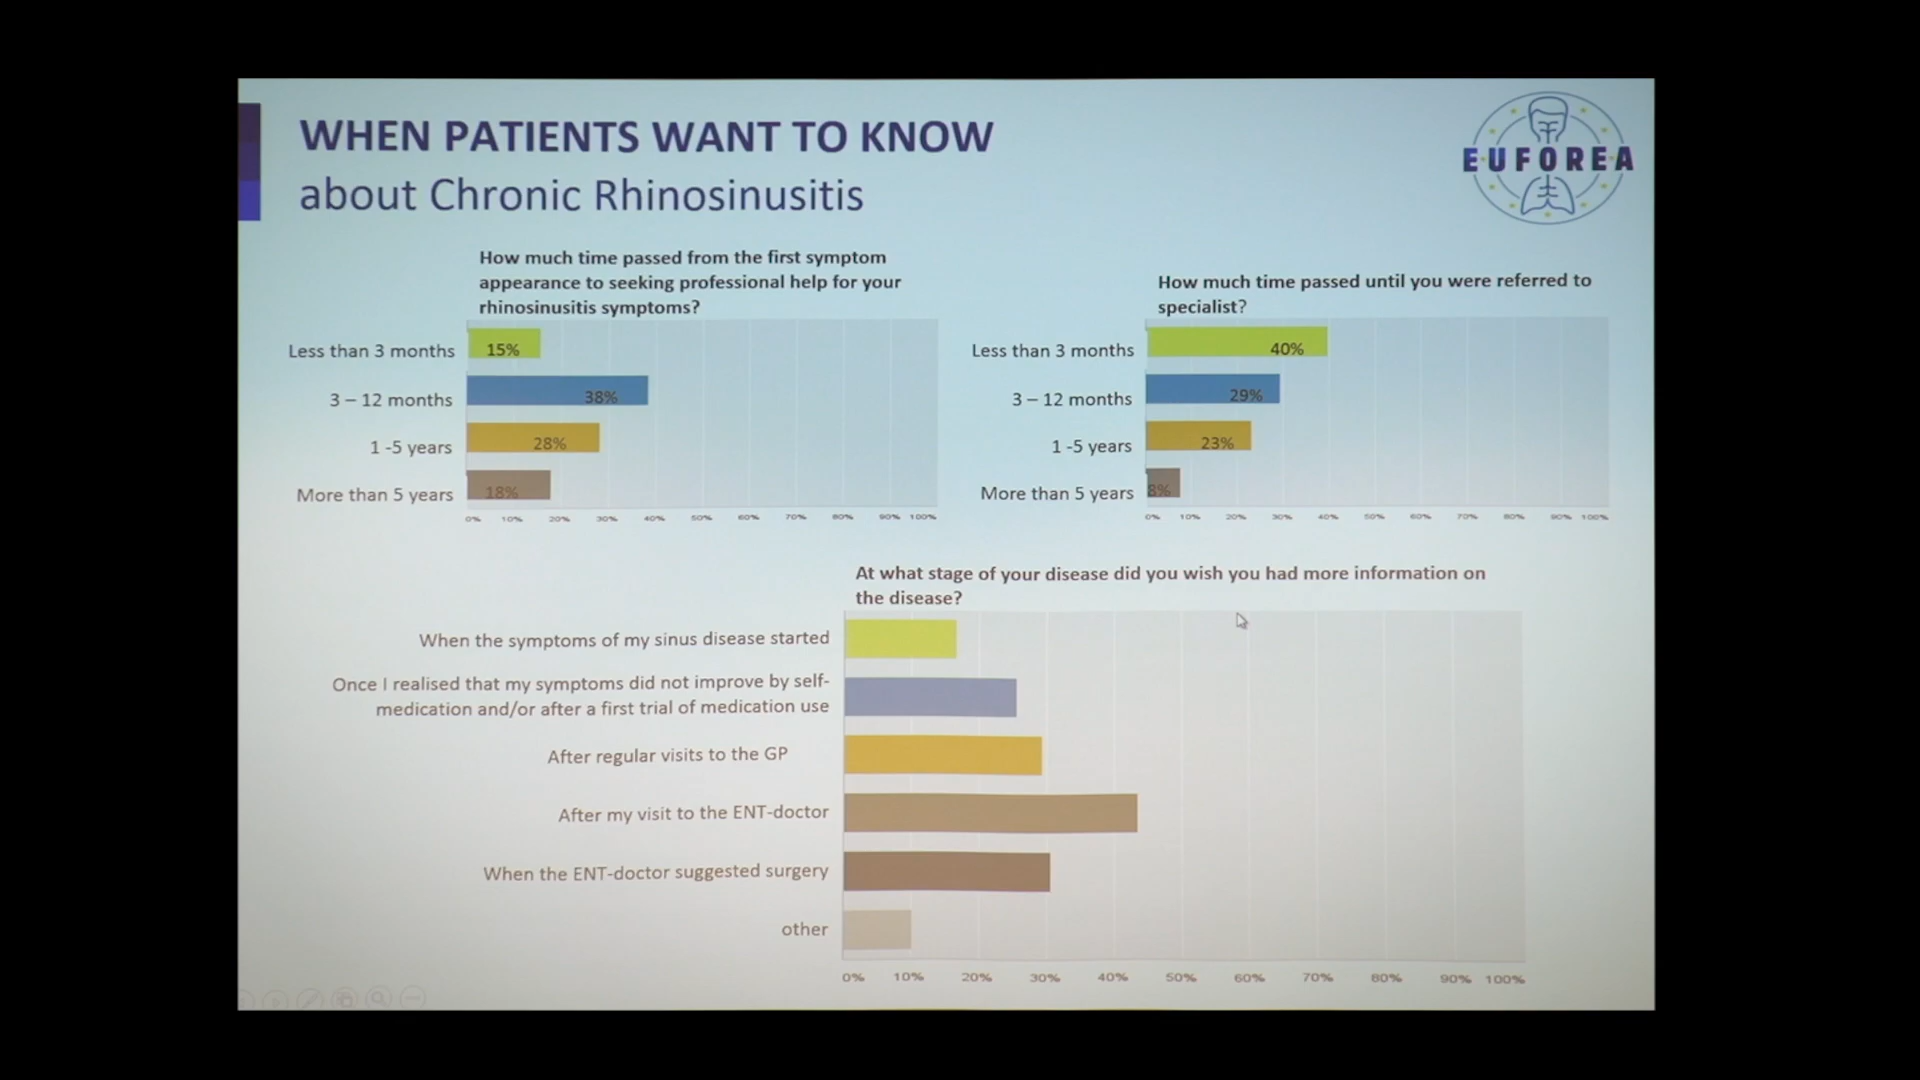 WHEN PATIENTS WANT TO KNOW
about Chronic Rhinosinusitis
EUFOREA
How much time passed from the first symptom
appearance to seeking professional help for your
rhinosinusitis symptoms?
Less than 3 months
15%
3 – 12 months
38%
1 -5 years
28%
More than 5 years
18%
0% 10% 20% 30% 40% 50% 60% 70% 80% 90% 100%
How much time passed until you were referred to
specialist?
Less than 3 months
40%
3 – 12 months
29%
1 -5 years
23%
More than 5 years
8%
0% 10% 20% 30% 40% 50% 60% 70% 80% 90% 100%
At what stage of your disease did you wish you had more information on
the disease?
When the symptoms of my sinus disease started
Once I realised that my symptoms did not improve by self-
medication and/or after a first trial of medication use
After regular visits to the GP
After my visit to the ENT-doctor
When the ENT-doctor suggested surgery
other
0% 10% 20% 30% 40% 50% 60% 70% 80% 90% 100%